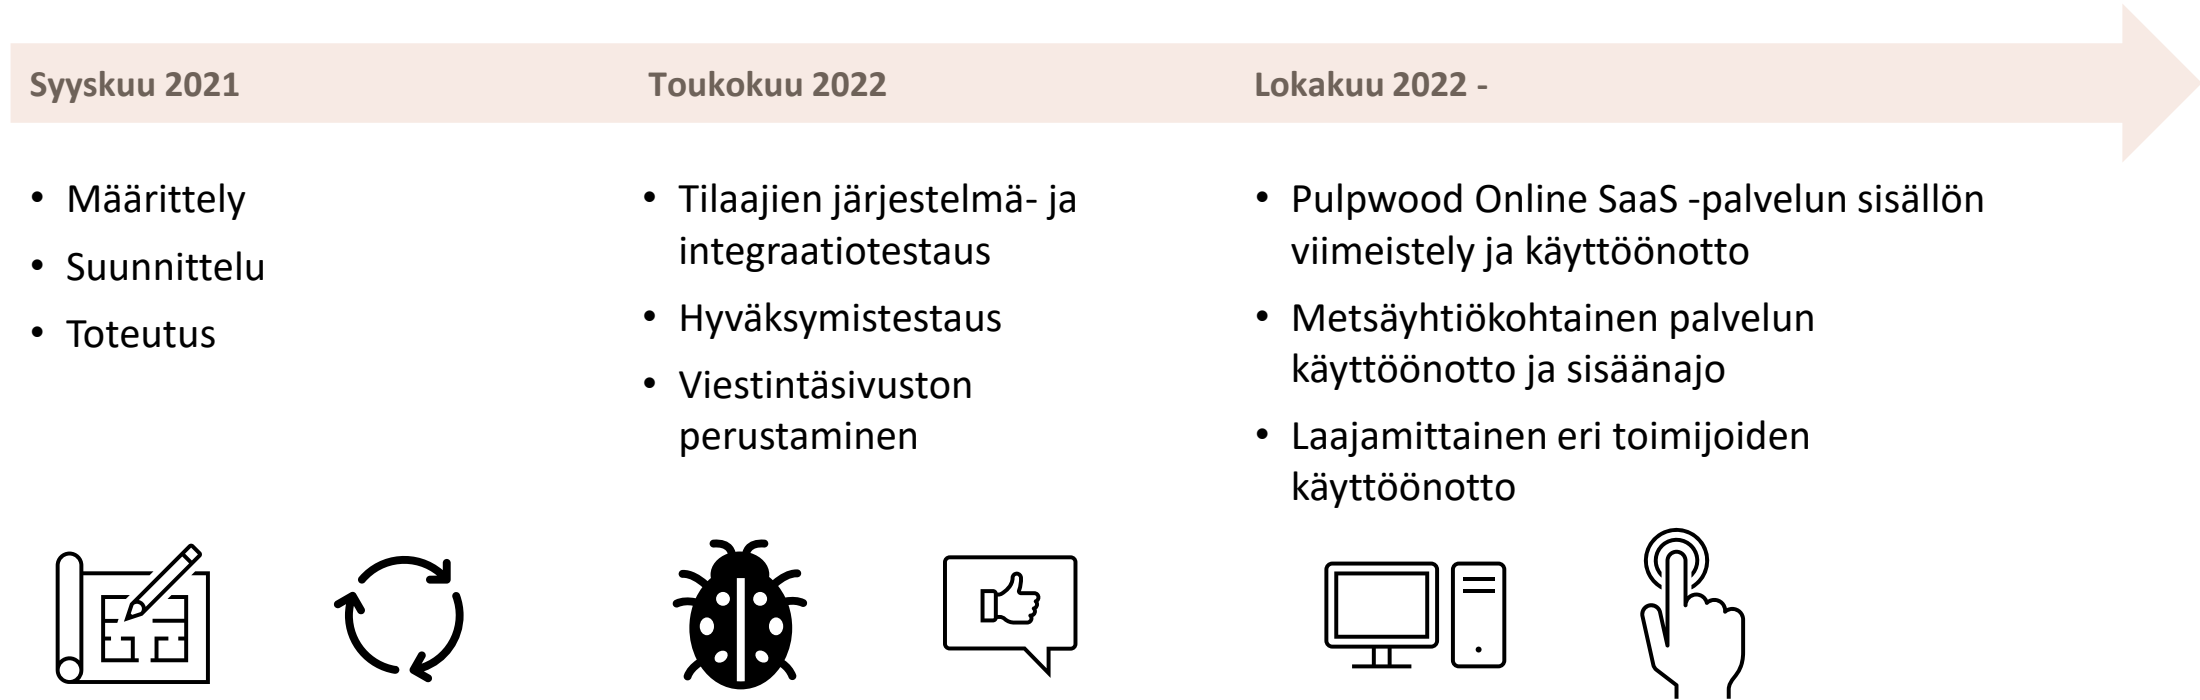 Syyskuu 2021
Toukokuu 2022
Lokakuu 2022 -
• Määrittely
• Suunnittelu
• Toteutus
• Tilaajien järjestelmä- ja
integraatiotestaus
• Hyväksymistestaus
• Viestintäsivuston
perustaminen
• Pulpwood Online SaaS -palvelun sisällön
viimeistely ja käyttöönotto
• Metsäyhtiökohtainen palvelun
käyttöönotto ja sisäänajo
• Laajamittainen eri toimijoiden
käyttöönotto